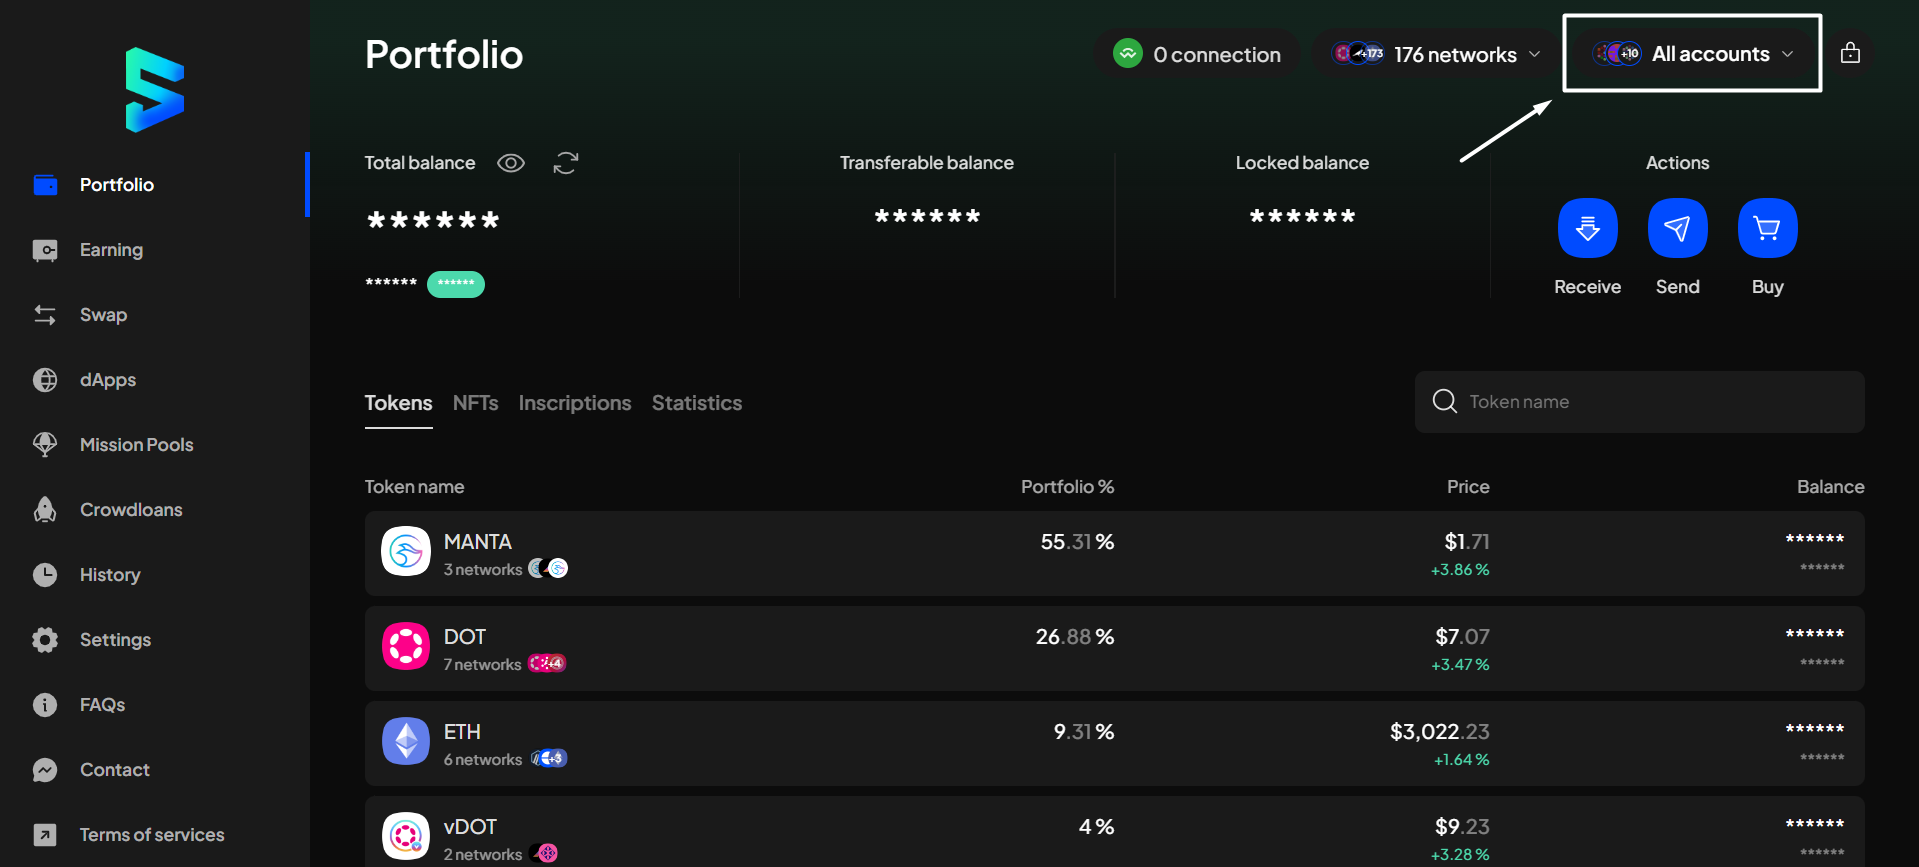 Portfolio
0 connection
+173 176 networks
+10 All accounts
Portfolio
Earning
Swap
dApps
Mission Pools
Crowdloans
History
Settings
FAQs
Contact
Terms of services
Total balance
******
****** ******
Transferable balance
******
Locked balance
******
Actions
Receive Send Buy
Tokens NFTs Inscriptions Statistics
Token name
Token name Portfolio % Price Balance
MANTA 55.31 % $1.71 ******
3 networks +3.86 % ******
DOT 26.88 % $7.07 ******
7 networks +4 +3.47 % ******
ETH 9.31 % $3,022.23 ******
6 networks +3 +1.64 % ******
vDOT 4 % $9.23 ******
2 networks +3.28 % ******